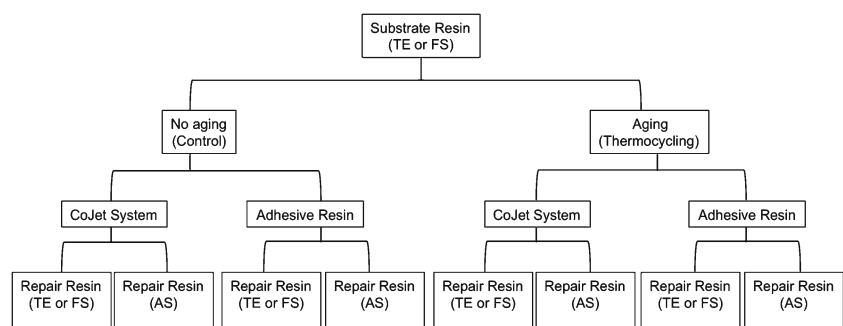 Substrate Resin
(TE or FS)
No aging
(Control)
Aging
(Thermocycling)
CoJet System
Adhesive Resin
CoJet System
Adhesive Resin
Repair Resin
(TE or FS)
Repair Resin
(AS)
Repair Resin
(TE or FS)
Repair Resin
(AS)
Repair Resin
(TE or FS)
Repair Resin
(AS)
Repair Resin
(TE or FS)
Repair Resin
(AS)